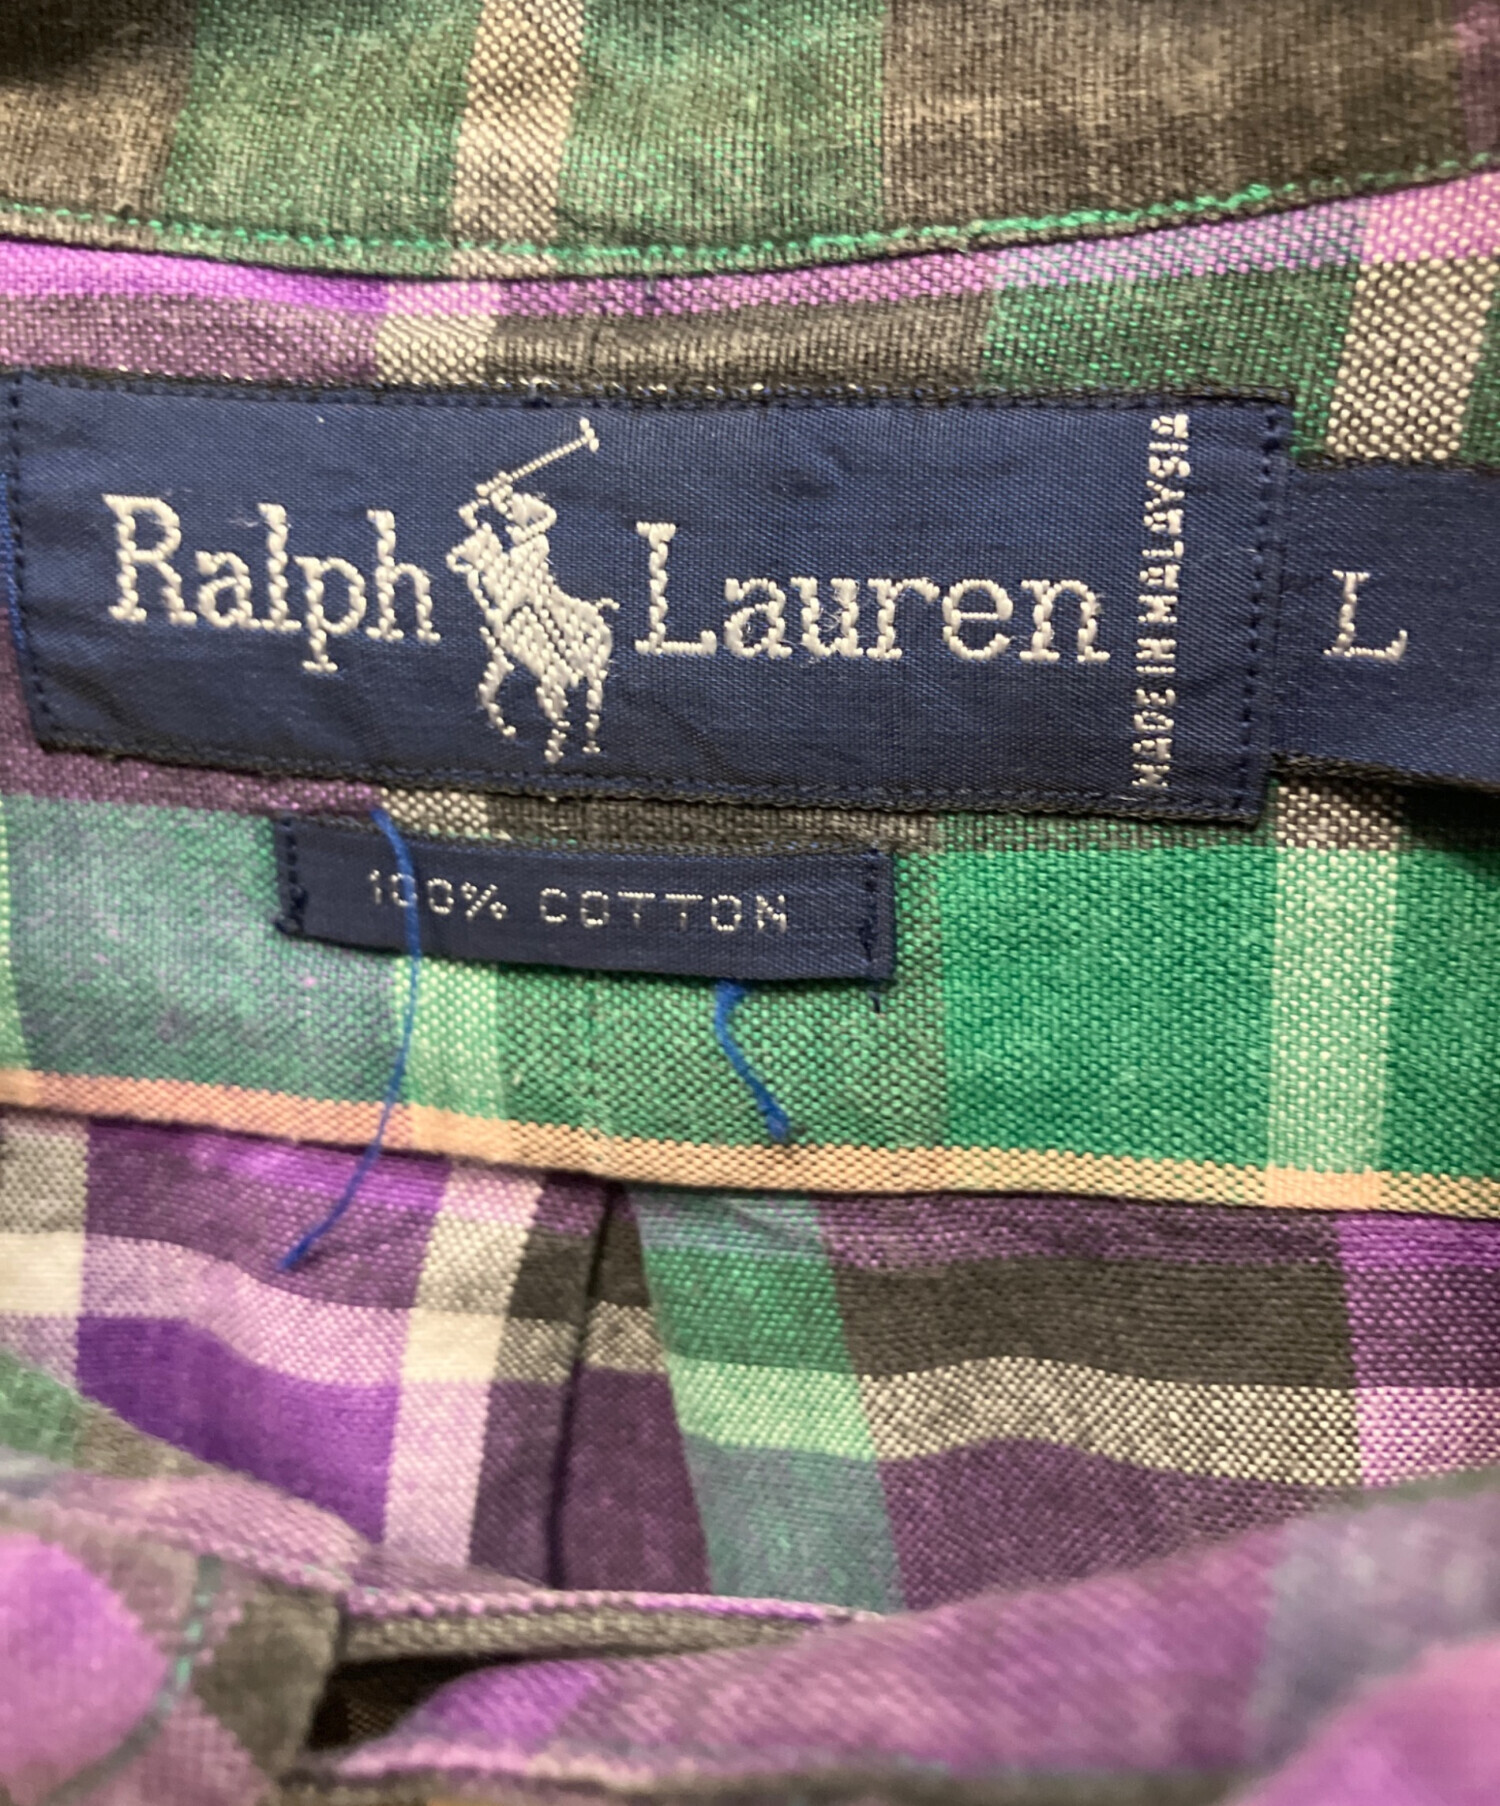 Ralph Lauren
MADE IN MALAYSIA
L
100% COTTON